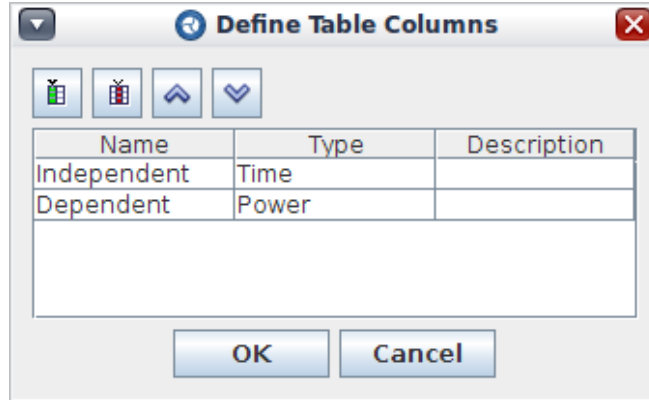 Define Table Columns
Name Type Description
Independent Time
Dependent Power
OK Cancel